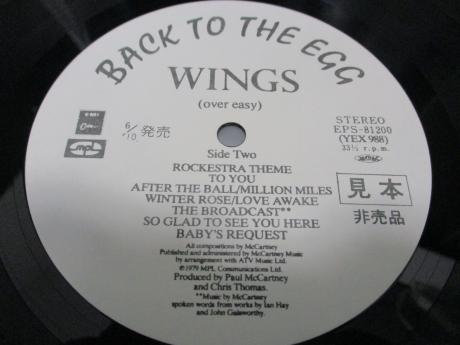 BACK TO THE EGG
WINGS
(over easy)
STEREO
EPS-81200
(YEX 988)
33⅓ r.p.m.
6/10 発売
mpl
Side Two
ROCKESTRA THEME
TO YOU
AFTER THE BALL/MILLION MILES
WINTER ROSE/LOVE AWAKE
THE BROADCAST**
SO GLAD TO SEE YOU HERE
BABY'S REQUEST
見本
非売品
All compositions by McCartney
Published and administered by McCartney Music
by arrangement with ATV Music Ltd.
℗1979 MPL Communications Ltd.
Produced by Paul McCartney
and Chris Thomas.
**Music by McCartney
spoken words from works by Ian Hay
and John Galsworthy.